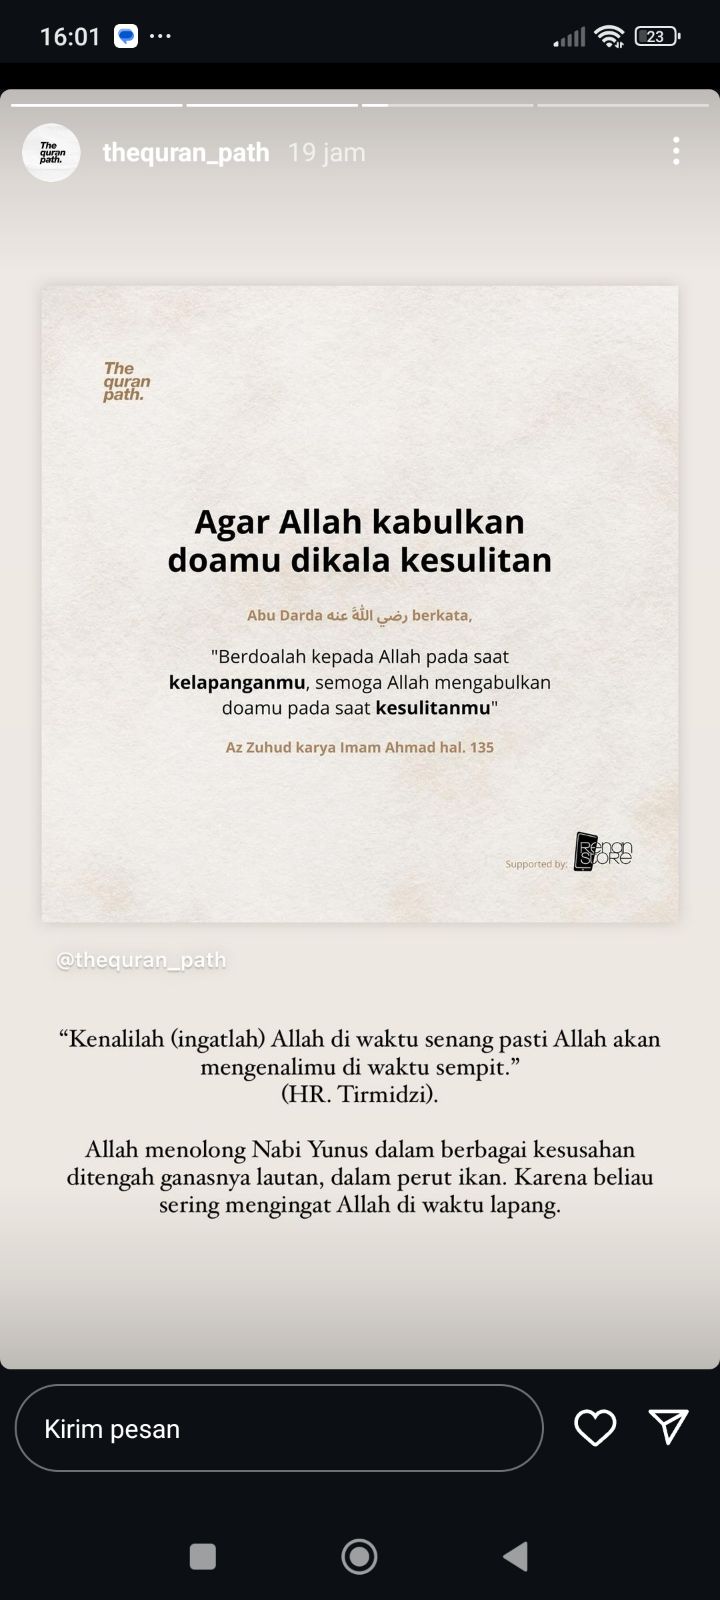 16:01
23
thequran_path 19 jam
The
quran
path.
The
quran
path.
Agar Allah kabulkan
doamu dikala kesulitan
Abu Darda رضي اللهَُ عنه berkata,
"Berdoalah kepada Allah pada saat
kelapanganmu, semoga Allah mengabulkan
doamu pada saat kesulitanmu"
Az Zuhud karya Imam Ahmad hal. 135
Supported by:
Renan
Store
@thequran_path
“Kenalilah (ingatlah) Allah di waktu senang pasti Allah akan
mengenalimu di waktu sempit.”
(HR. Tirmidzi).
Allah menolong Nabi Yunus dalam berbagai kesusahan
ditengah ganasnya lautan, dalam perut ikan. Karena beliau
sering mengingat Allah di waktu lapang.
Kirim pesan